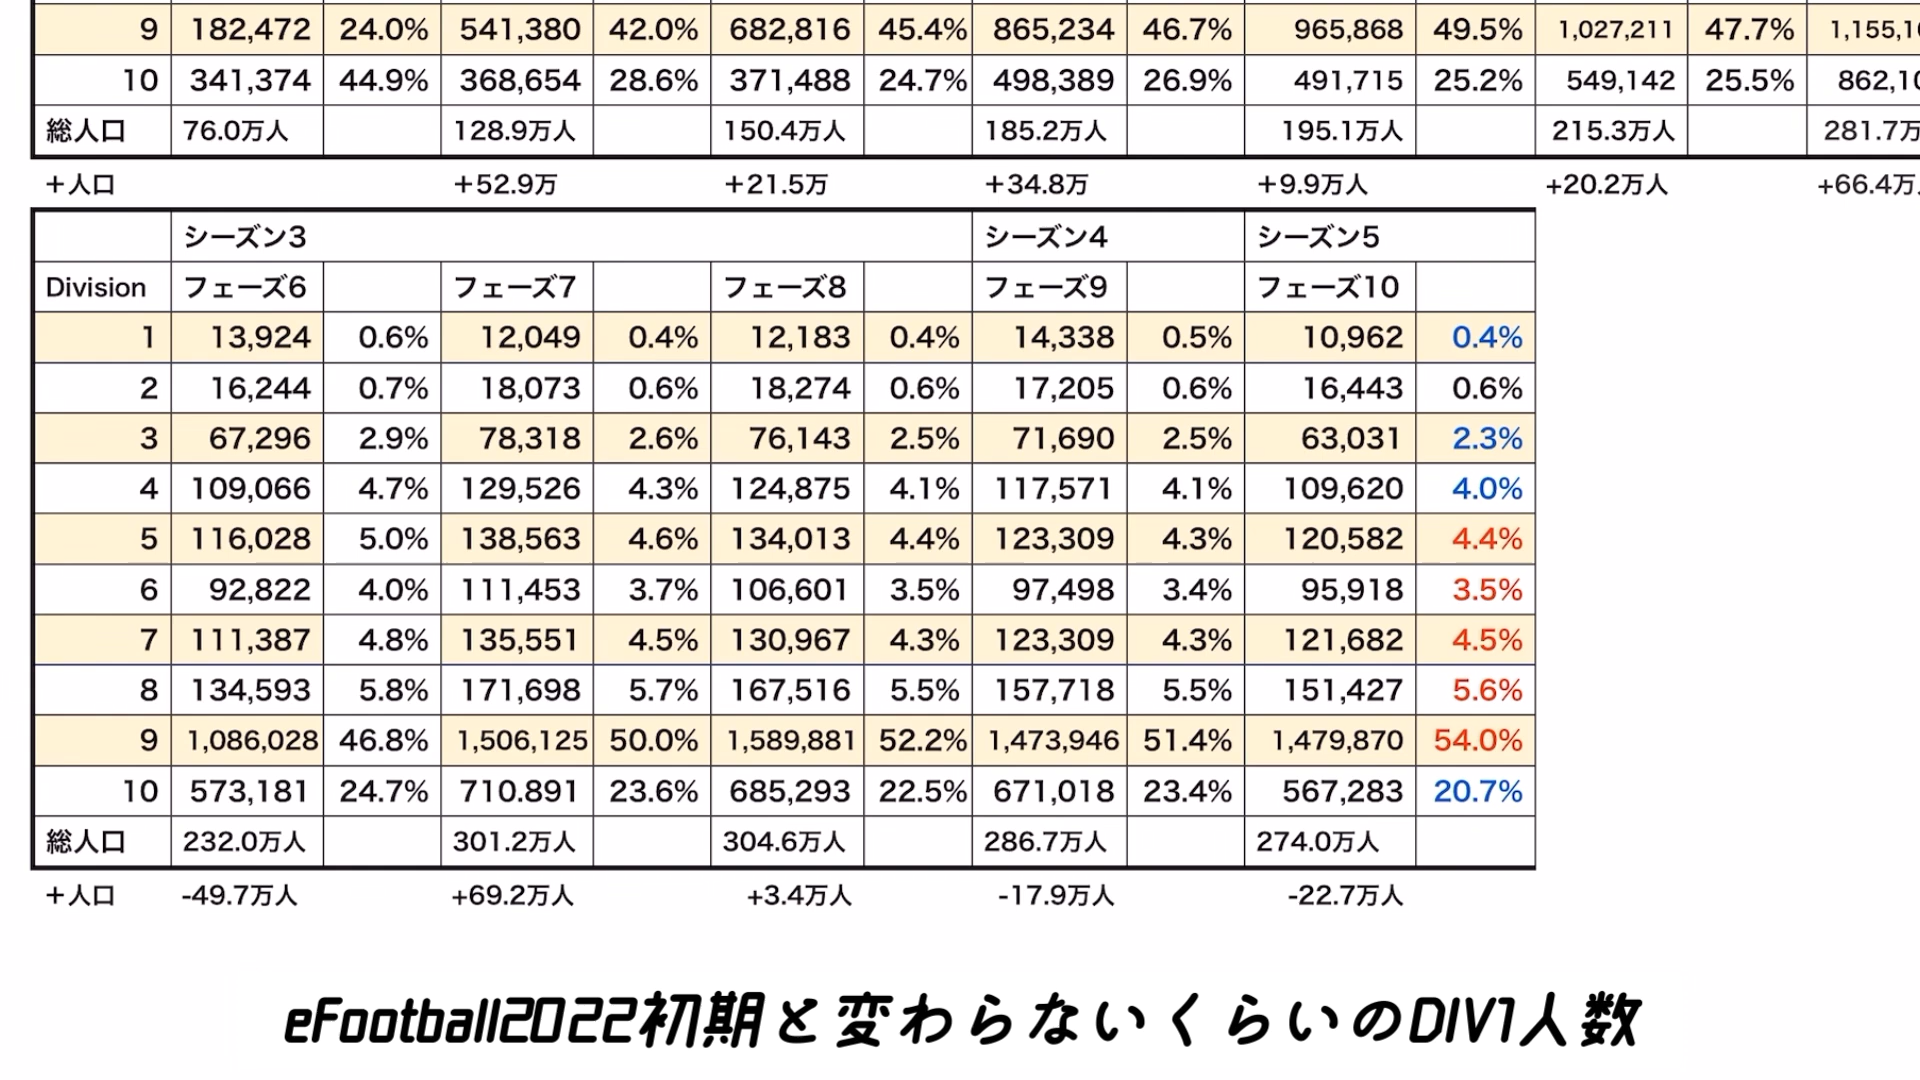 9 182,472 24.0% 541,380 42.0% 682,816 45.4% 865,234 46.7% 965,868 49.5% 1,027,211 47.7%
10 341,374 44.9% 368,654 28.6% 371,488 24.7% 498,389 26.9% 491,715 25.2% 549,142 25.5%
総人口 76.0万人 128.9万人 150.4万人 185.2万人 195.1万人 215.3万人 281.7万
+人口 +52.9万 +21.5万 +34.8万 +9.9万人 +20.2万人 +66.4万
シーズン3 シーズン4 シーズン5
Division フェーズ6 フェーズ7 フェーズ8 フェーズ9 フェーズ10
1 13,924 0.6% 12,049 0.4% 12,183 0.4% 14,338 0.5% 10,962 0.4%
2 16,244 0.7% 18,073 0.6% 18,274 0.6% 17,205 0.6% 16,443 0.6%
3 67,296 2.9% 78,318 2.6% 76,143 2.5% 71,690 2.5% 63,031 2.3%
4 109,066 4.7% 129,526 4.3% 124,875 4.1% 117,571 4.1% 109,620 4.0%
5 116,028 5.0% 138,563 4.6% 134,013 4.4% 123,309 4.3% 120,582 4.4%
6 92,822 4.0% 111,453 3.7% 106,601 3.5% 97,498 3.4% 95,918 3.5%
7 111,387 4.8% 135,551 4.5% 130,967 4.3% 123,309 4.3% 121,682 4.5%
8 134,593 5.8% 171,698 5.7% 167,516 5.5% 157,718 5.5% 151,427 5.6%
9 1,086,028 46.8% 1,506,125 50.0% 1,589,881 52.2% 1,473,946 51.4% 1,479,870 54.0%
10 573,181 24.7% 710.891 23.6% 685,293 22.5% 671,018 23.4% 567,283 20.7%
総人口 232.0万人 301.2万人 304.6万人 286.7万人 274.0万人
+人口 -49.7万人 +69.2万人 +3.4万人 -17.9万人 -22.7万人
eFootball2022初期と変わらないくらいのDIV1人数